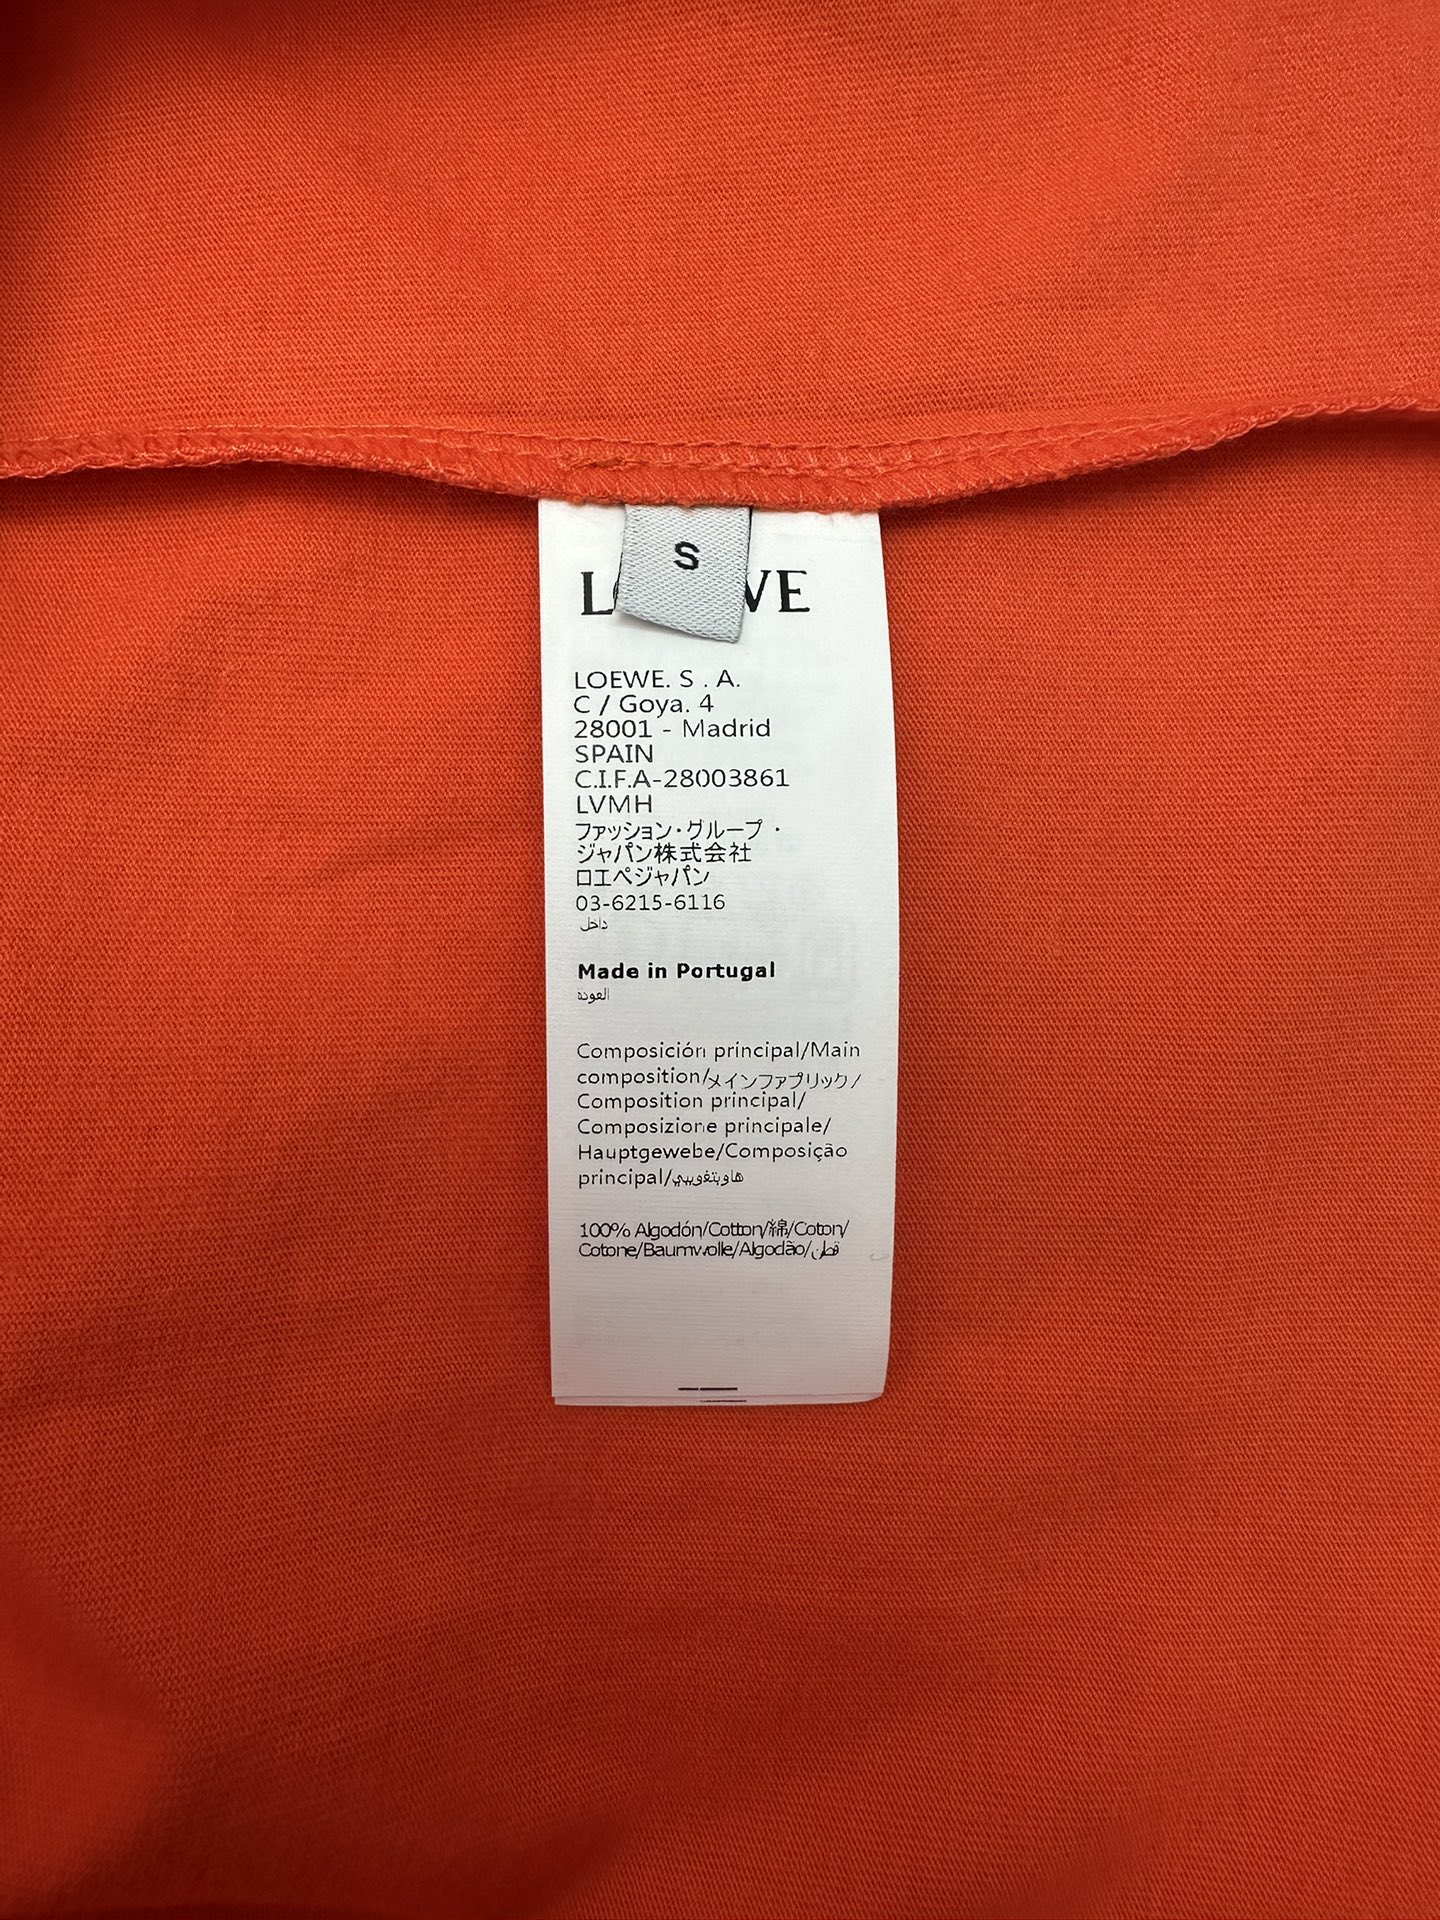 S
LOEWE. S . A.
C / Goya. 4
28001 - Madrid
SPAIN
C.I.F.A-28003861
LVMH
ファッション・グループ・
ジャパン株式会社
ロエベジャパン
03-6215-6116
داخل
Made in Portugal
العودة
Composición principal/Main
composition/メインファブリック/
Composition principal/
Composizione principale/
Hauptgewebe/Composição
principal/هاوبتغويبي
100% Algodón/Cotton/綿/Coton/
Cotone/Baumwolle/Algodão/قطن